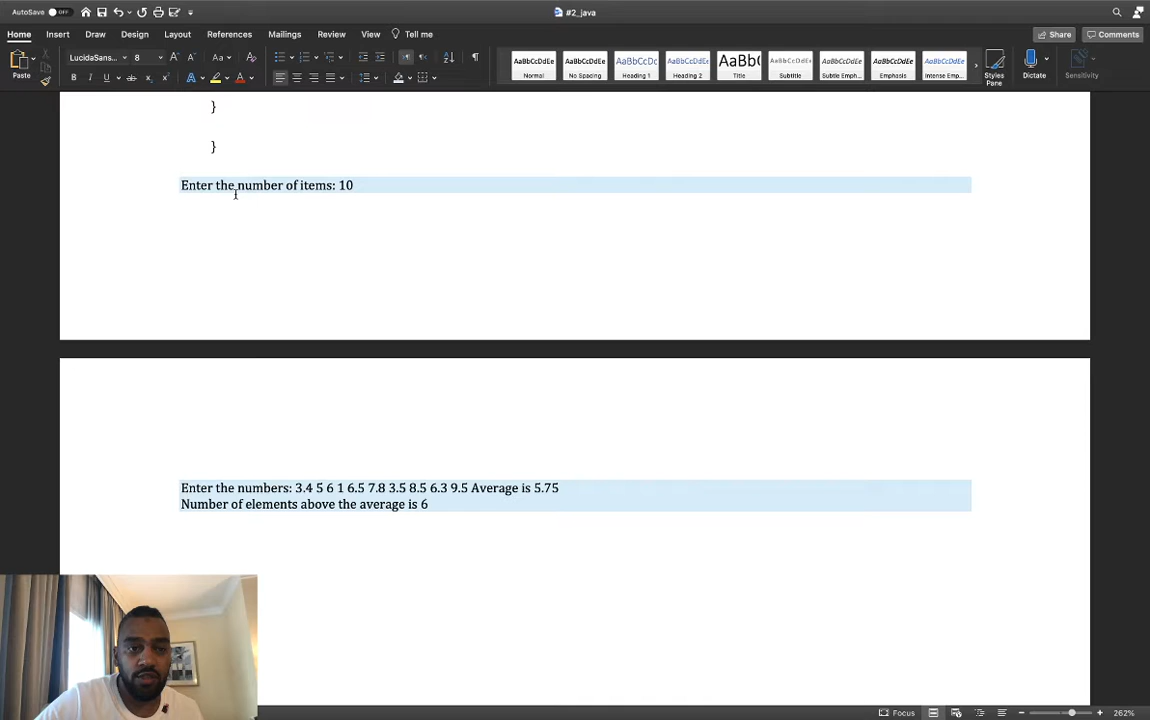 AutoSave OFF
#2_java
Home Insert Draw Design Layout References Mailings Review View Tell me
Share Comments
LucidaSans... 8 Aa
Paste
B I U ab x x A A
AaBbCcDdEe AaBbCcDdEe AaBbCcDc AaBbCcDdEe AaBb( AaBbCcDdEe AaBbCcDdEe AaBbCcDdEe AaBbCcDdEe
Normal No Spacing Heading 1 Heading 2 Title Subtitle Subtle Emph... Emphasis Intense Emp...
Styles Pane
Dictate
Sensitivity
}
}
Enter the number of items: 10
Enter the numbers: 3.4 5 6 1 6.5 7.8 3.5 8.5 6.3 9.5 Average is 5.75
Number of elements above the average is 6
Focus
262%